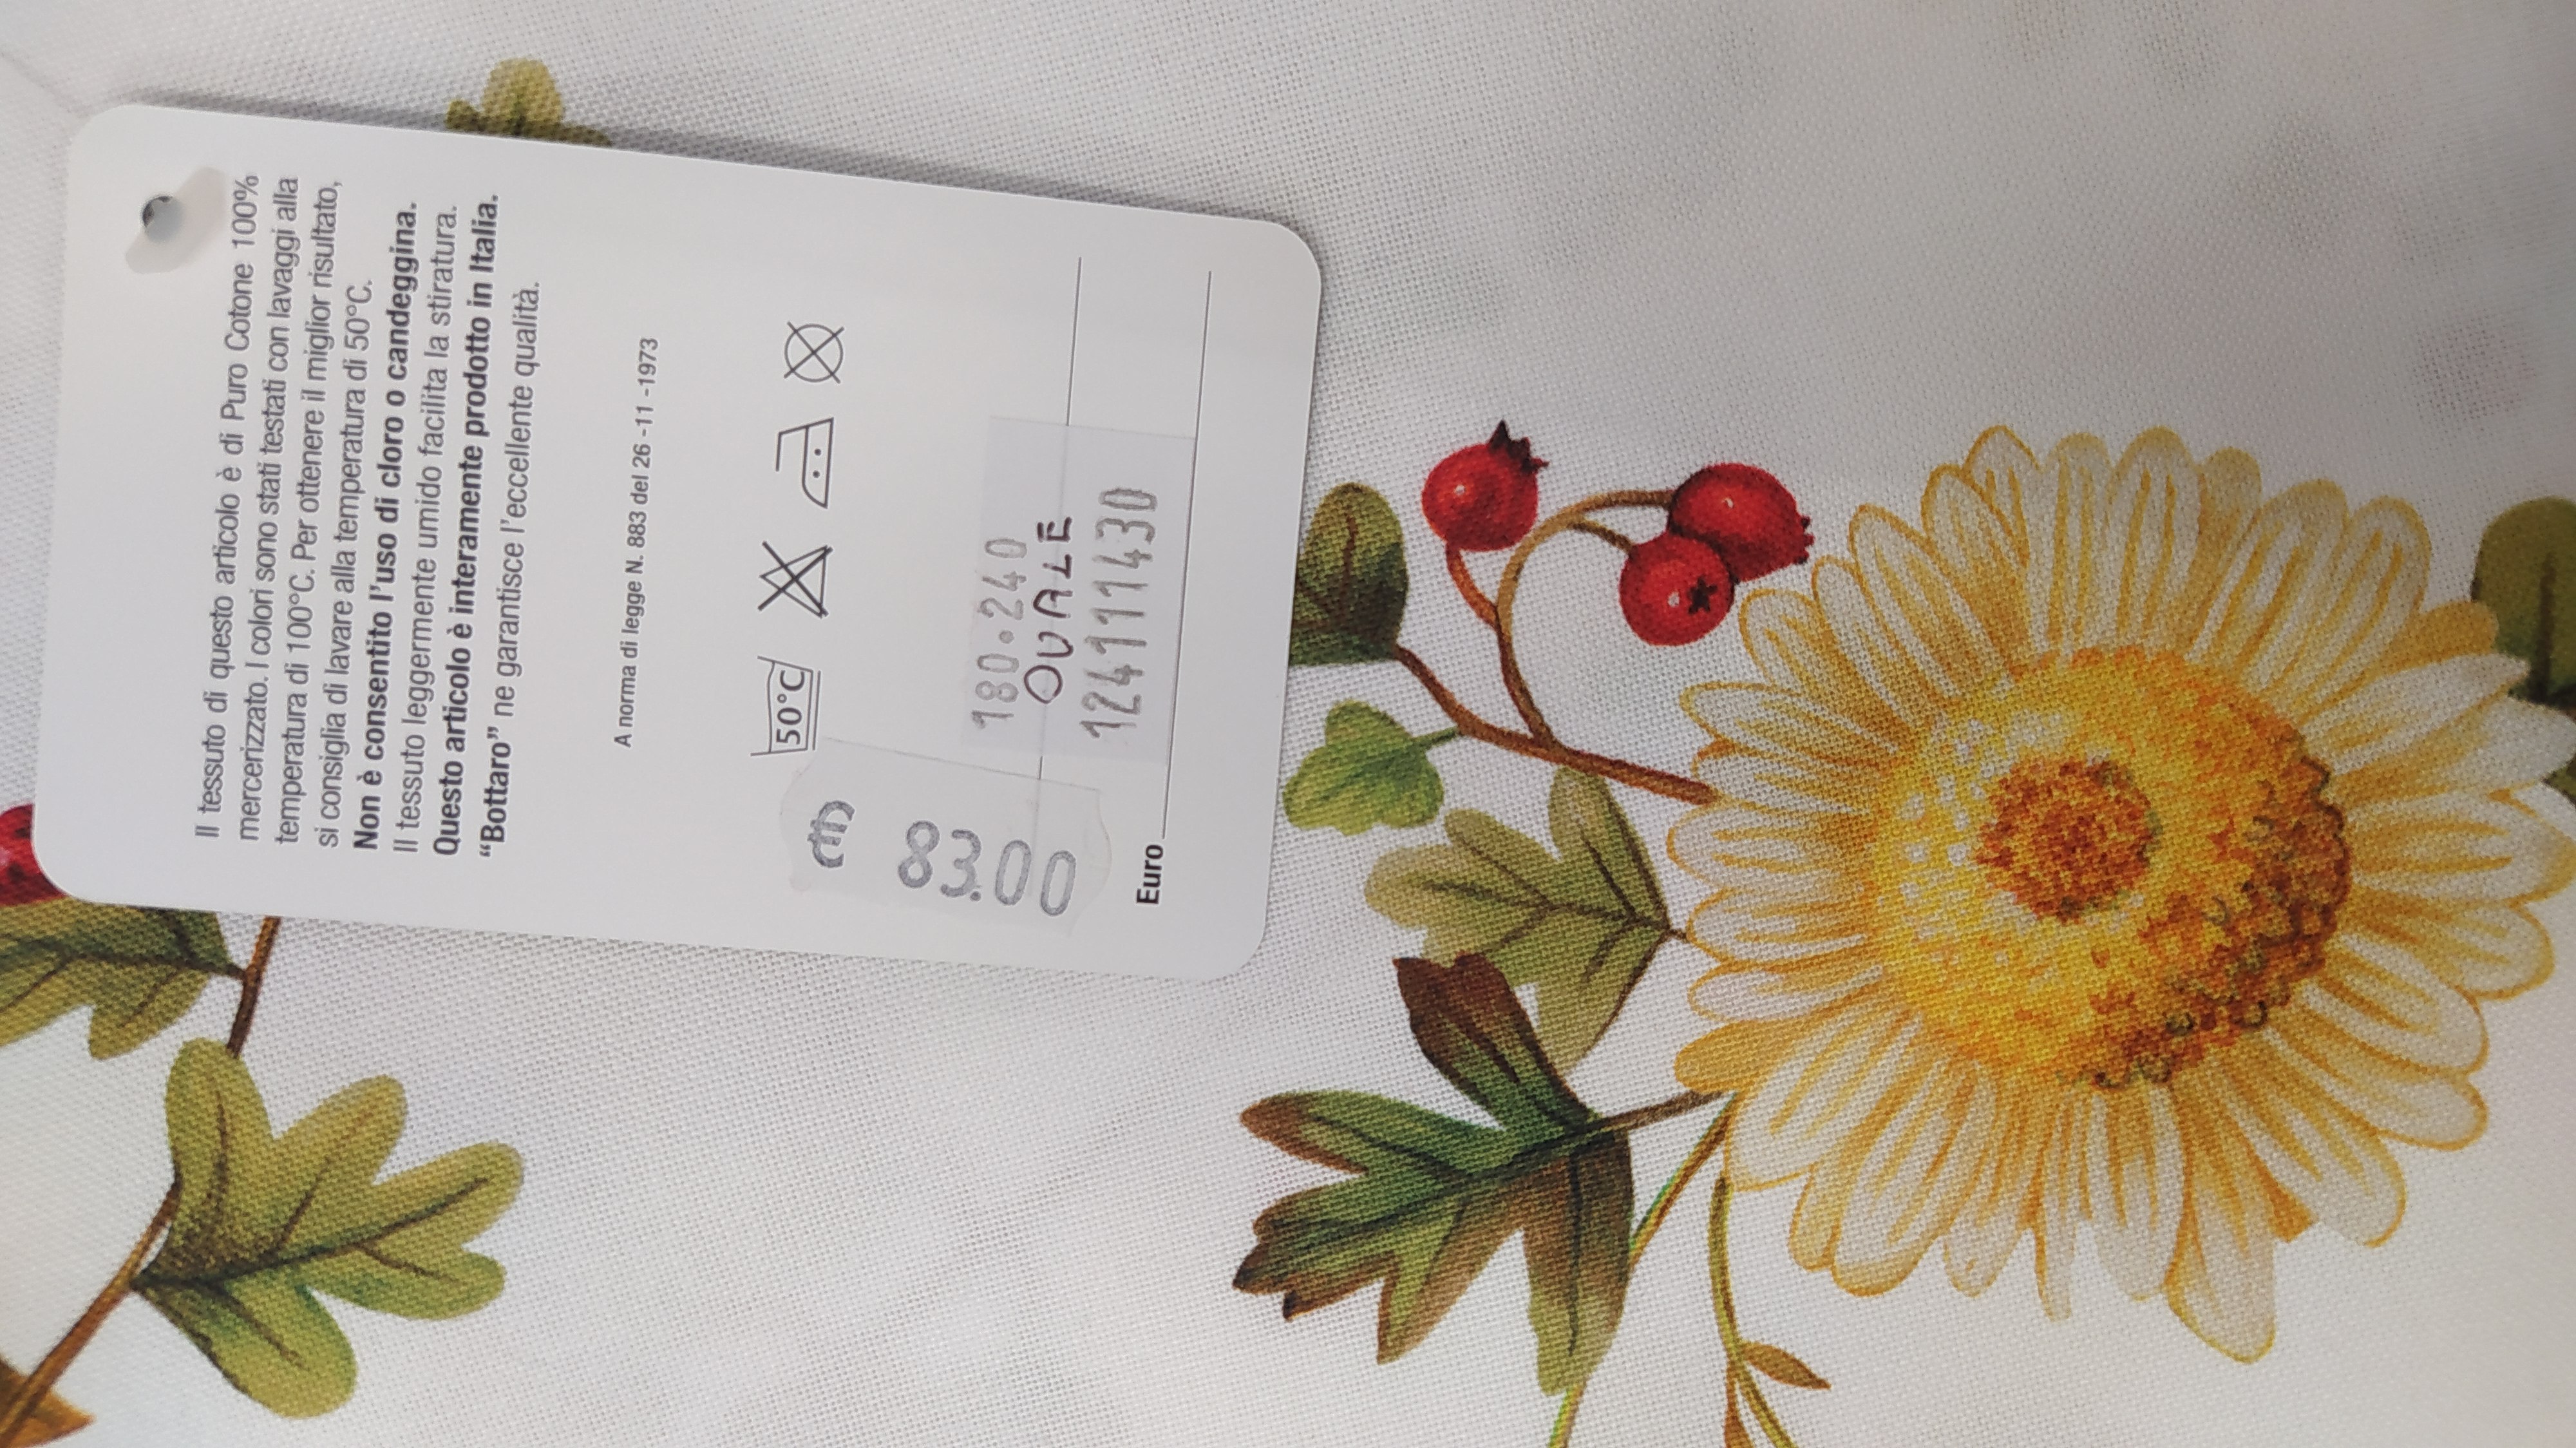 Il tessuto di questo articolo è di Puro Cotone 100%
mercerizzato. I colori sono stati testati con lavaggi alla
temperatura di 100°C. Per ottenere il miglior risultato,
si consiglia di lavare alla temperatura di 50°C.
Non è consentito l'uso di cloro o candeggina.
Il tessuto leggermente umido facilita la stiratura.
Questo articolo è interamente prodotto in Italia.
“Bottaro” ne garantisce l'eccellente qualità.
A norma di legge N. 883 del 26 -11 -1973
50°C
83.00
180.240
OVALE
1241111430
Euro